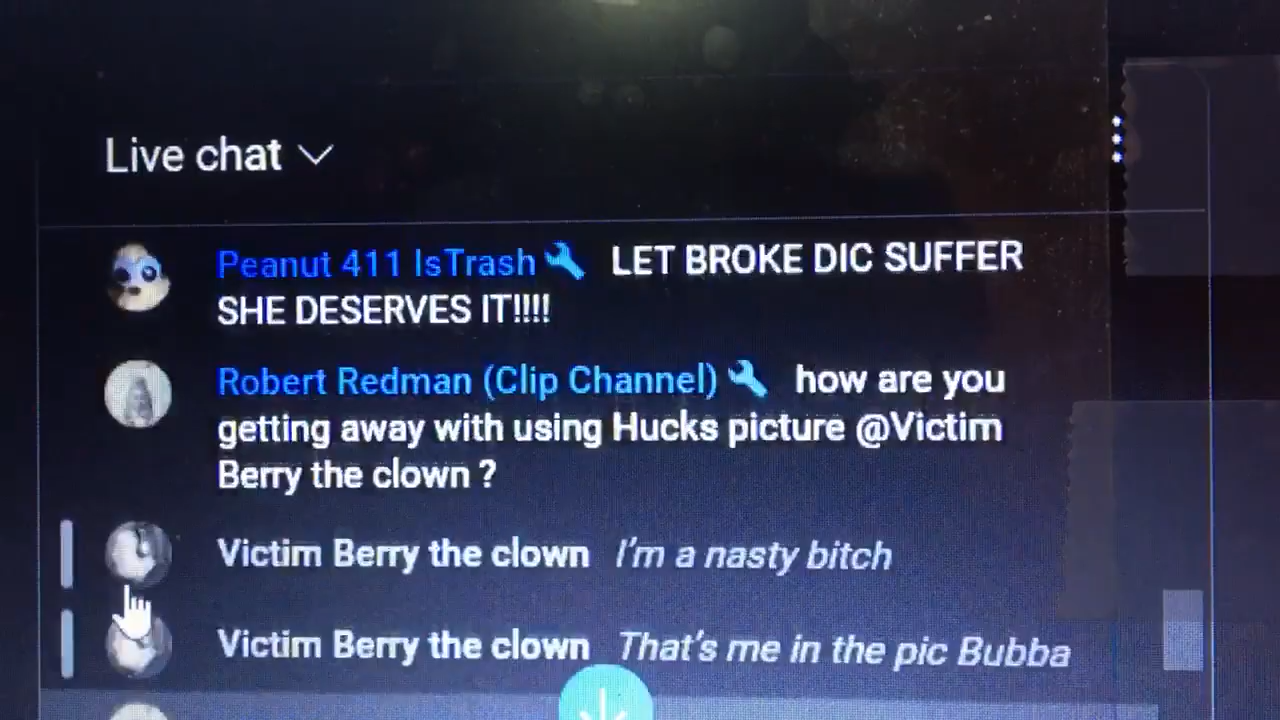 Live chat
Peanut 411 IsTrash LET BROKE DIC SUFFER
SHE DESERVES IT!!!!
Robert Redman (Clip Channel) how are you
getting away with using Hucks picture @Victim
Berry the clown ?
Victim Berry the clown I'm a nasty bitch
Victim Berry the clown That's me in the pic Bubba